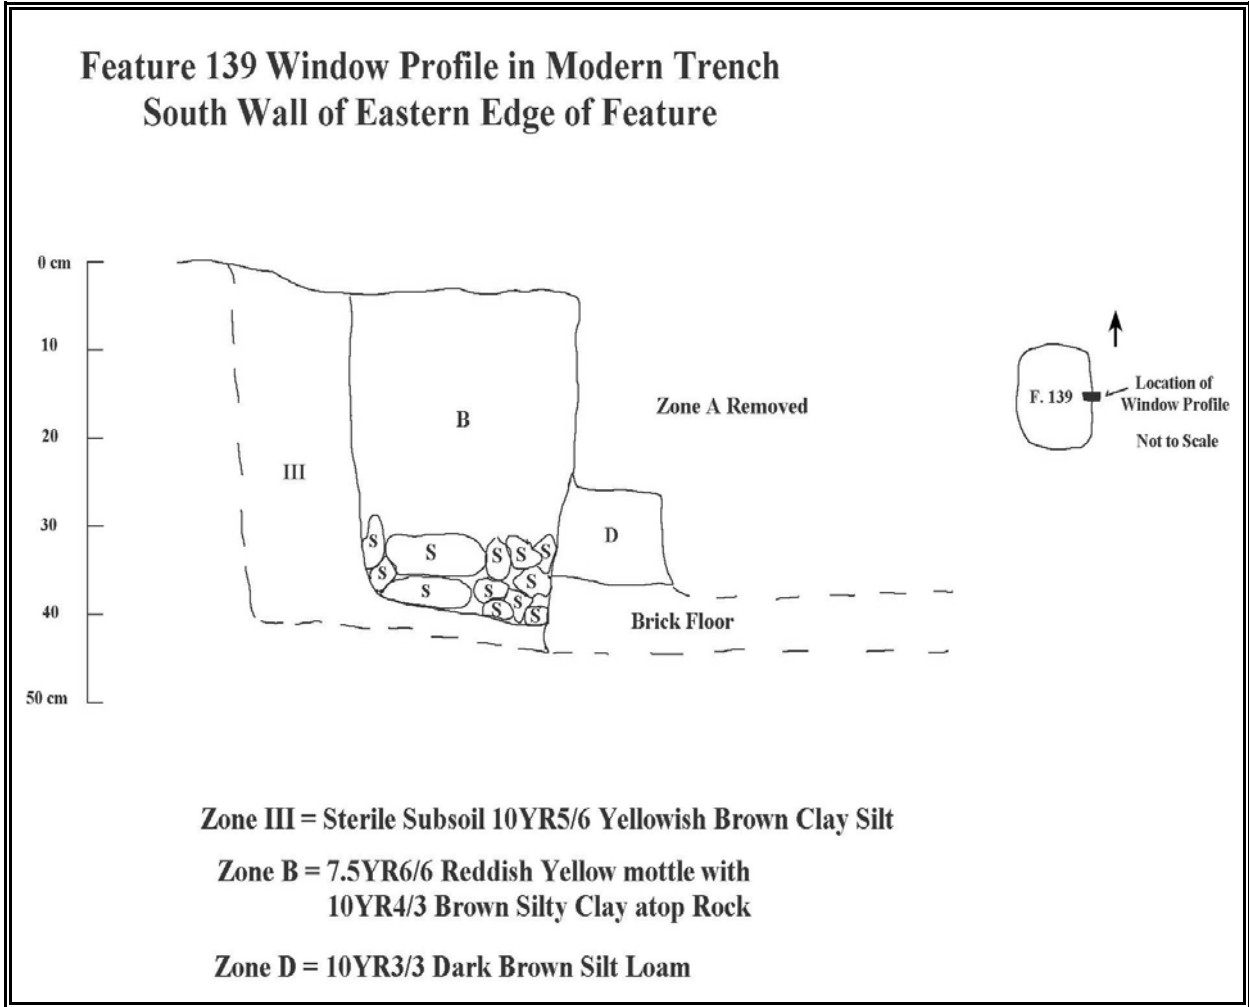 Feature 139 Window Profile in Modern Trench
South Wall of Eastern Edge of Feature
0 cm
10
20
30
40
50 cm
III
B
Zone A Removed
D
S
S
S
S
S
S
S
S
S
S
S
S
Brick Floor
F. 139
Location of
Window Profile
Not to Scale
Zone III = Sterile Subsoil 10YR5/6 Yellowish Brown Clay Silt
Zone B = 7.5YR6/6 Reddish Yellow mottle with
10YR4/3 Brown Silty Clay atop Rock
Zone D = 10YR3/3 Dark Brown Silt Loam